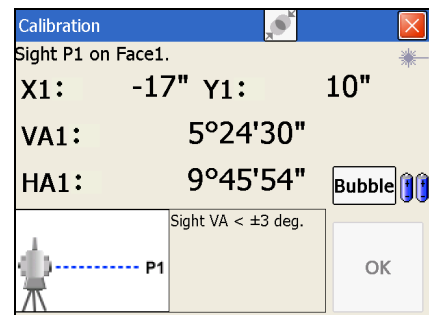 Calibration
Sight P1 on Face1.
X1: -17" Y1: 10"
VA1: 5°24'30"
HA1: 9°45'54"
Bubble
Sight VA < ±3 deg.
P1
OK